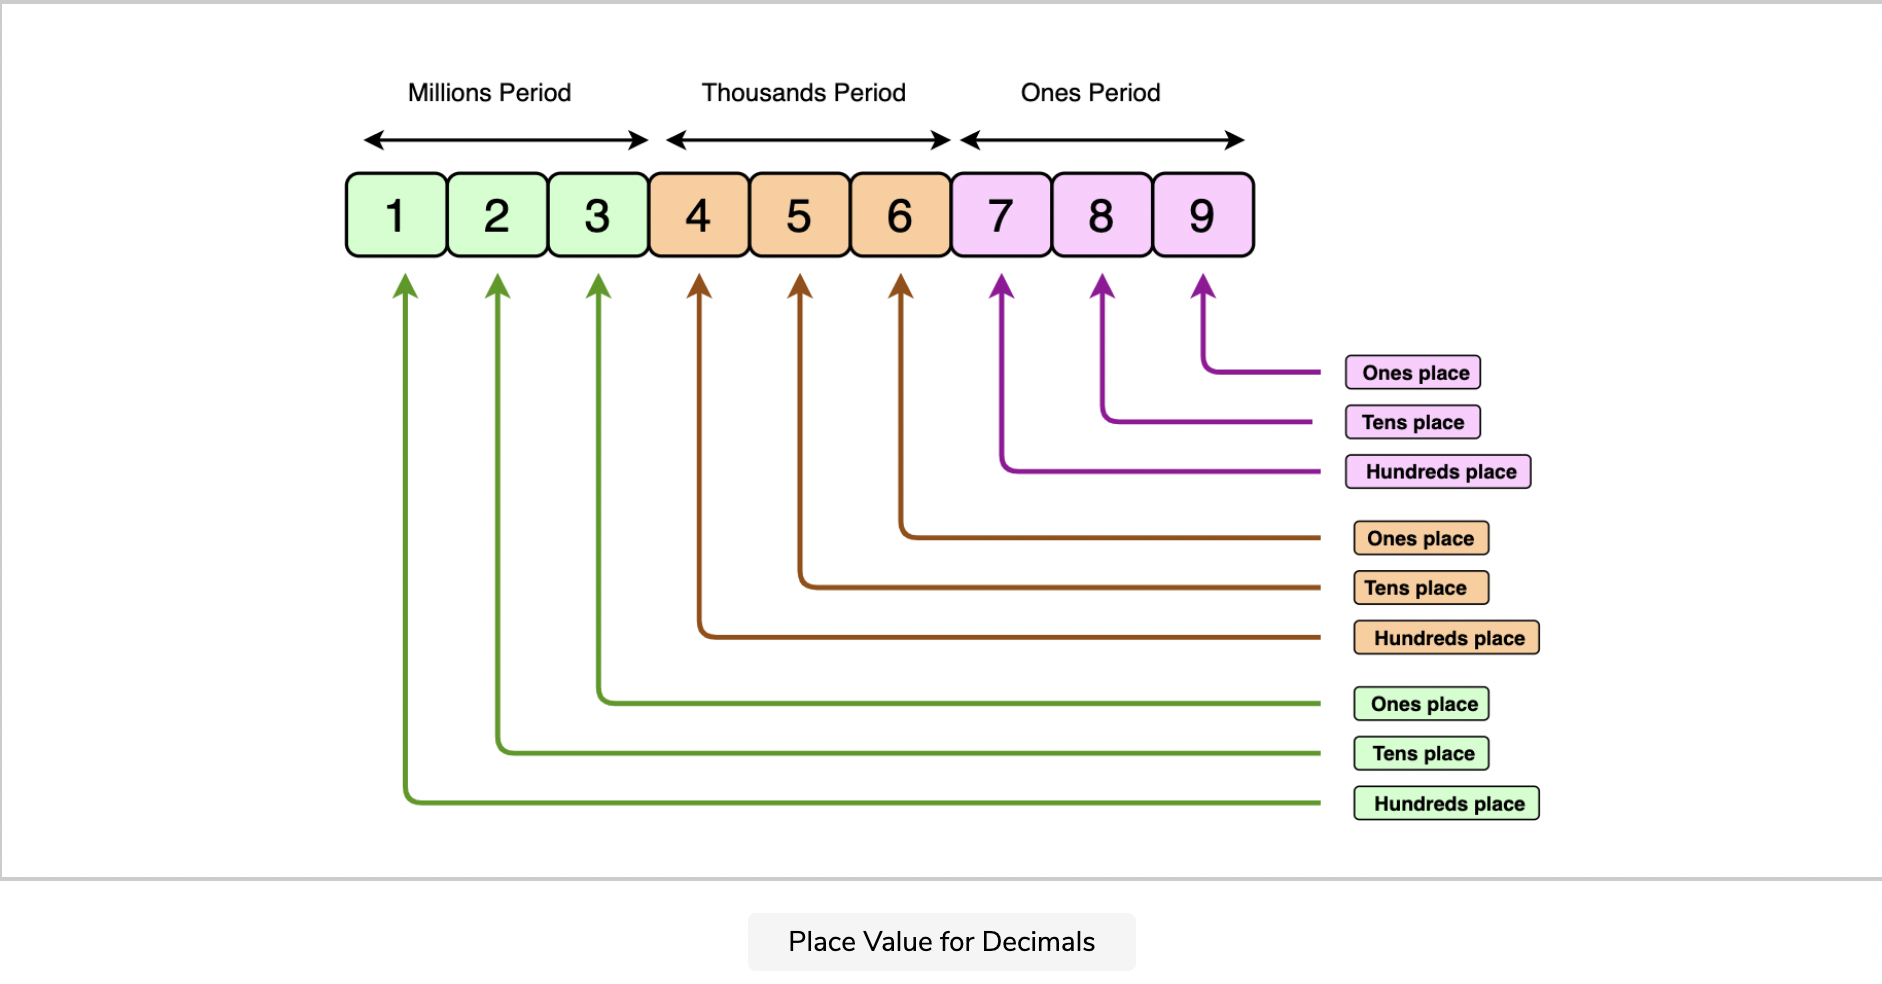 Millions Period Thousands Period Ones Period
1 2 3 4 5 6 7 8 9
Ones place
Tens place
Hundreds place
Ones place
Tens place
Hundreds place
Ones place
Tens place
Hundreds place
Place Value for Decimals